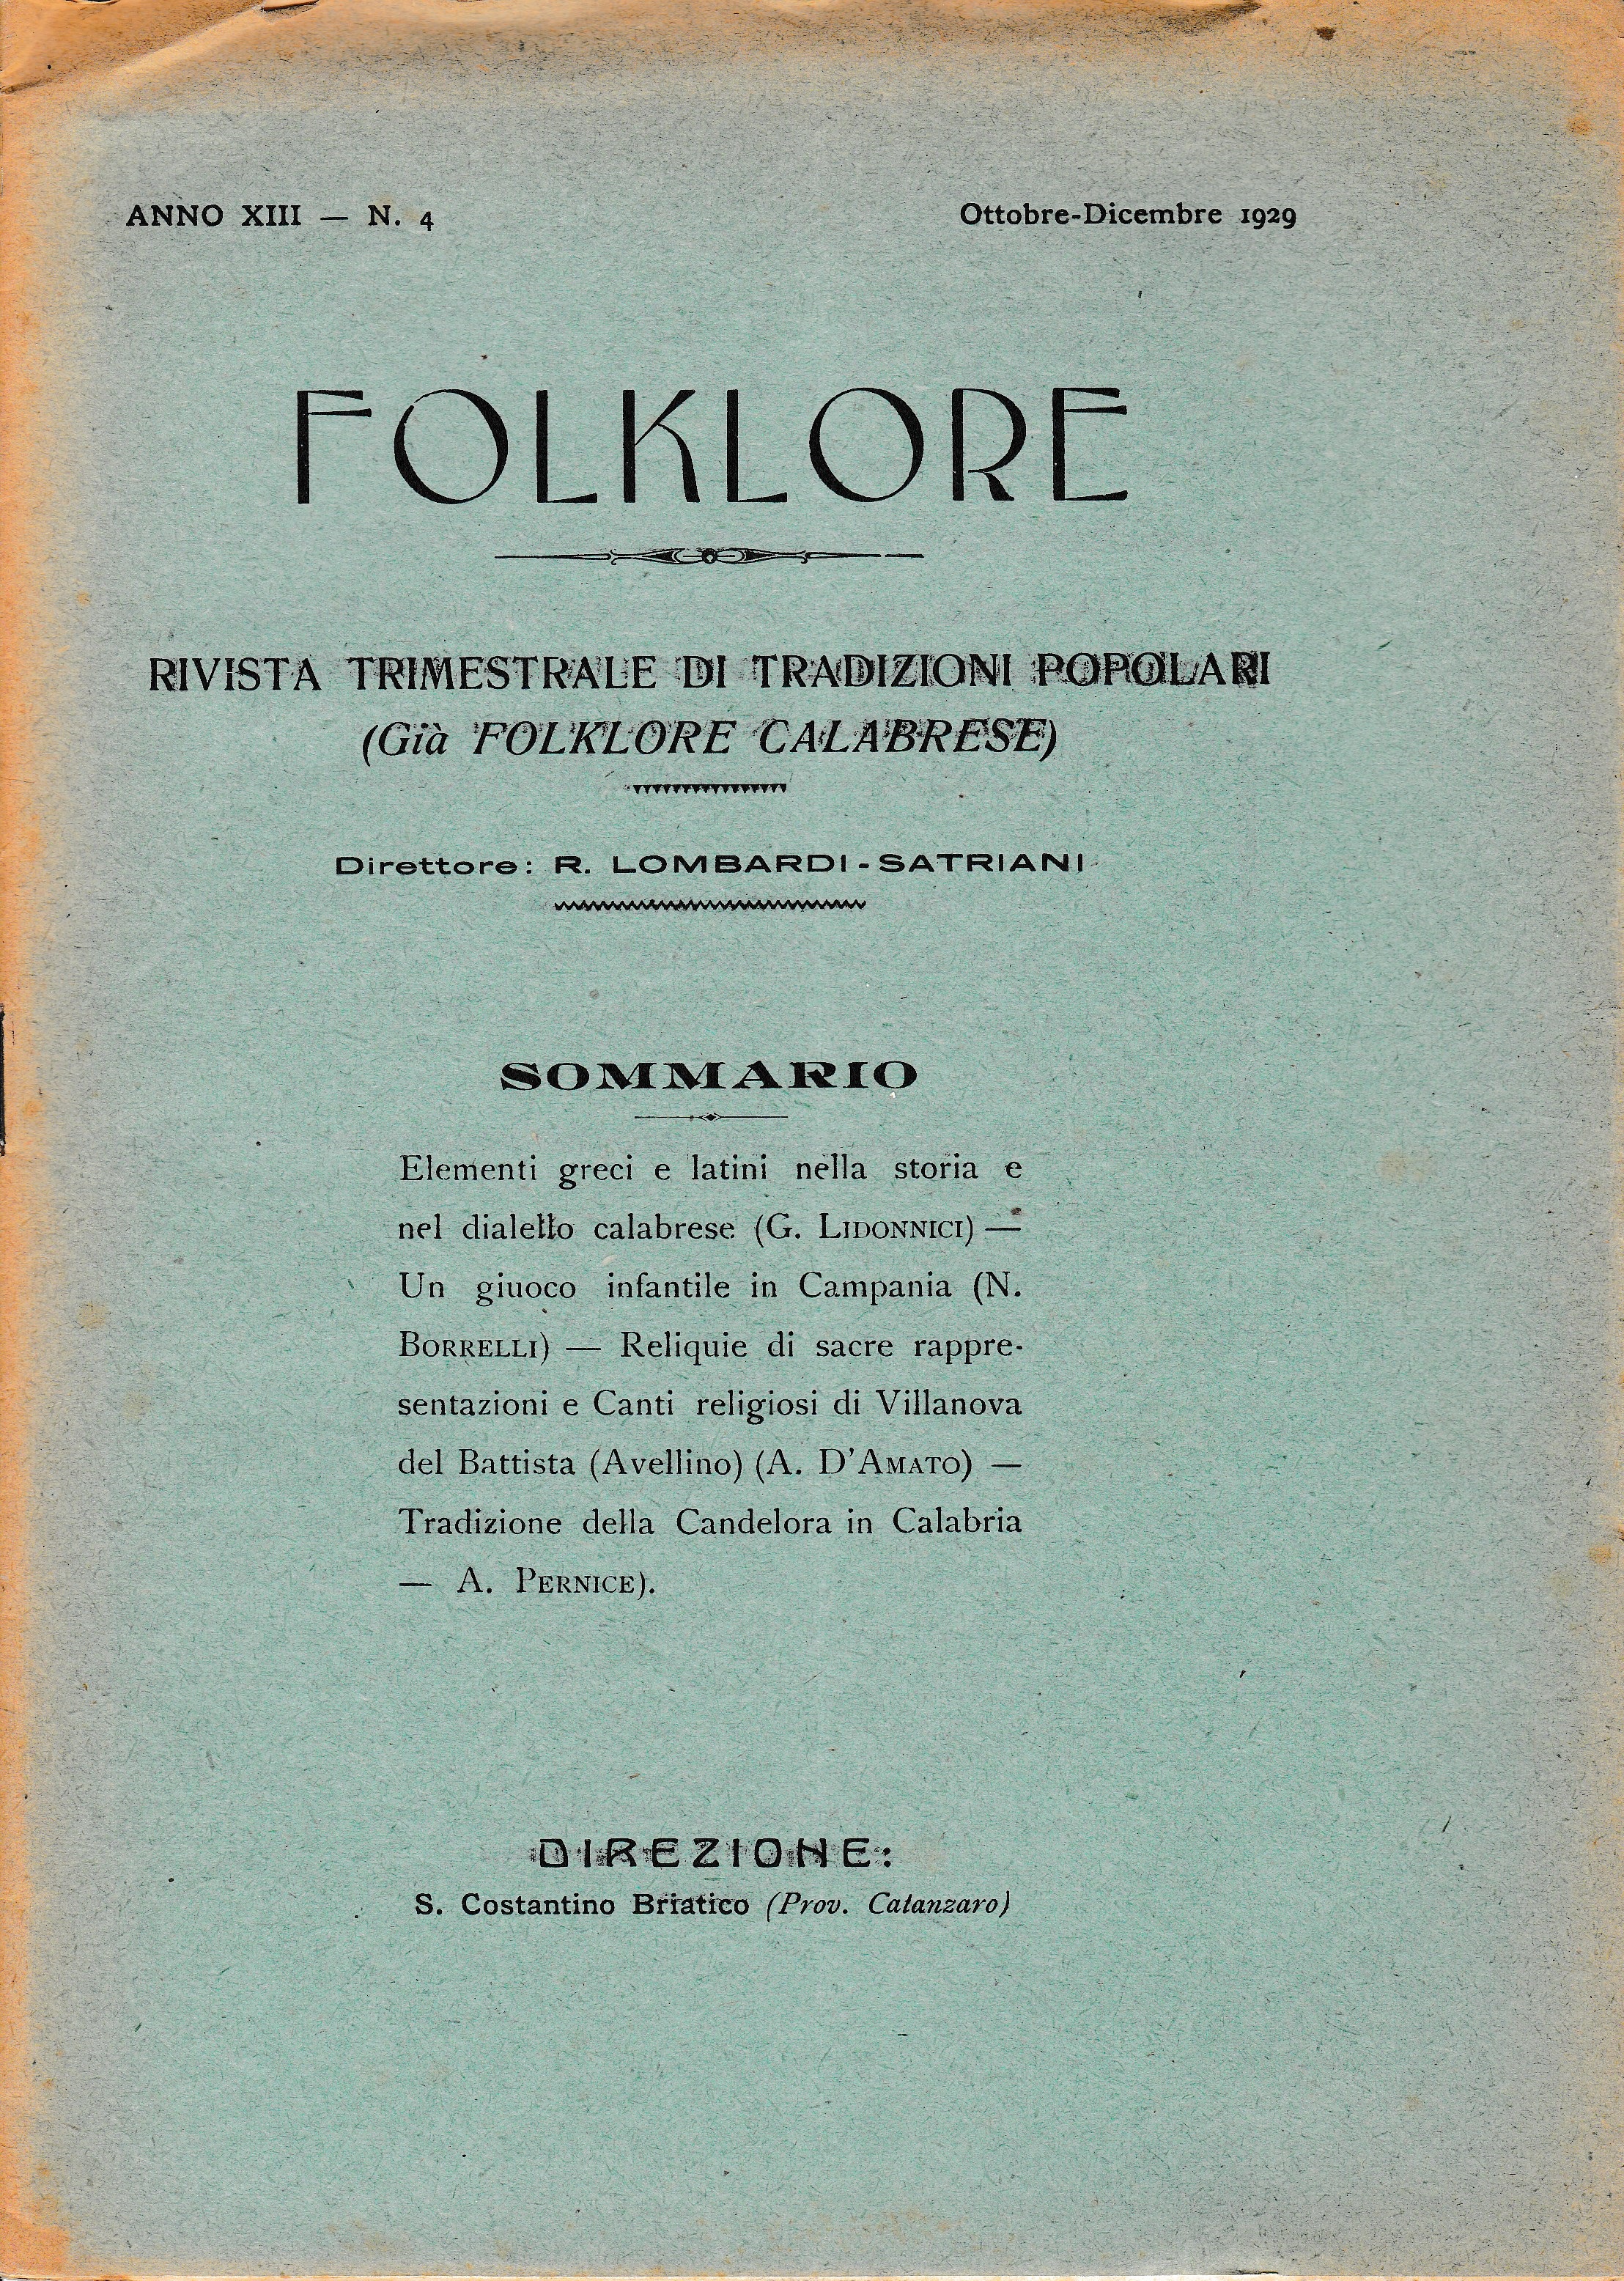 ANNO XIII — N. 4
Ottobre-Dicembre 1929
FOLKLORE
RIVISTA TRIMESTRALE DI TRADIZIONI POPOLARI
(Già FOLKLORE CALABRESE)
Direttore: R. LOMBARDI-SATRIANI
SOMMARIO
Elementi greci e latini nella storia e
nel dialetto calabrese (G. LIDONNICI) —
Un giuoco infantile in Campania (N.
BORRELLI) — Reliquie di sacre rappre-
sentazioni e Canti religiosi di Villanova
del Battista (Avellino) (A. D'AMATO) —
Tradizione della Candelora in Calabria
— A. PERNICE).
DIREZIONE:
S. Costantino Briatico (Prov. Catanzaro)